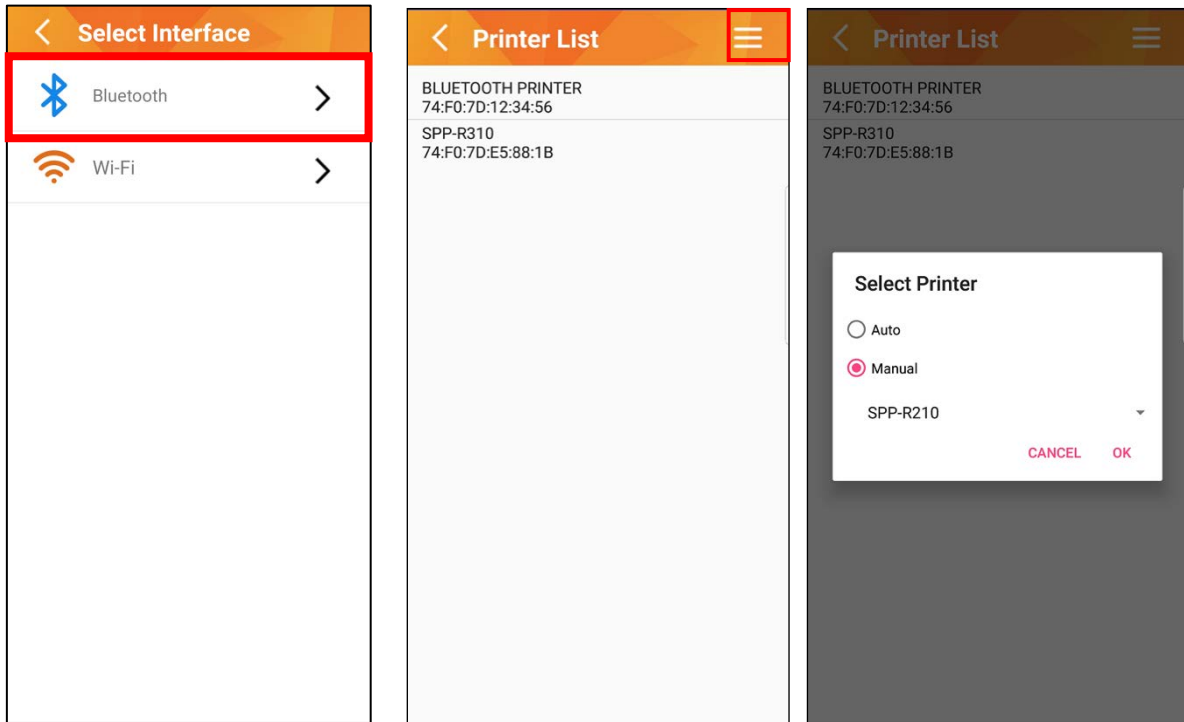 Select Interface
Bluetooth
Wi-Fi
Printer List
BLUETOOTH PRINTER
74:F0:7D:12:34:56
SPP-R310
74:F0:7D:E5:88:1B
Printer List
BLUETOOTH PRINTER
74:F0:7D:12:34:56
SPP-R310
74:F0:7D:E5:88:1B
Select Printer
Auto
Manual
SPP-R210
CANCEL OK